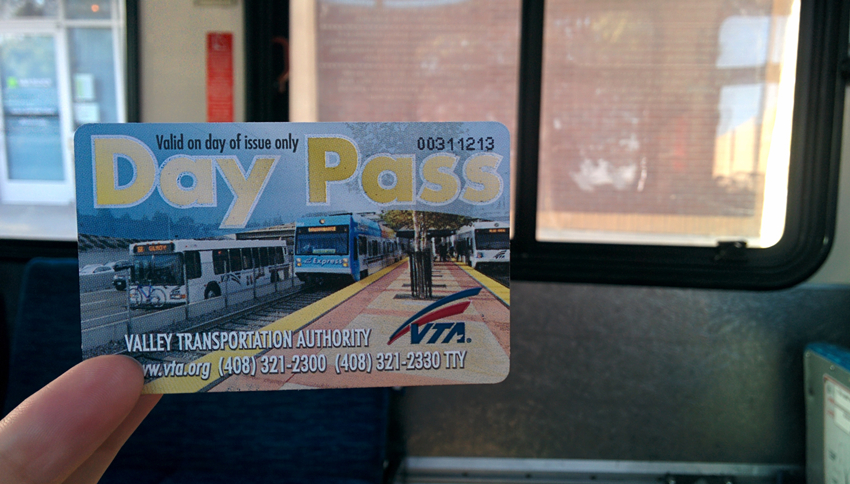 Valid on day of issue only
00311213
Day Pass
68 GILROY
Express
VTA
VALLEY TRANSPORTATION AUTHORITY
www.vta.org (408) 321-2300 (408) 321-2330 TTY